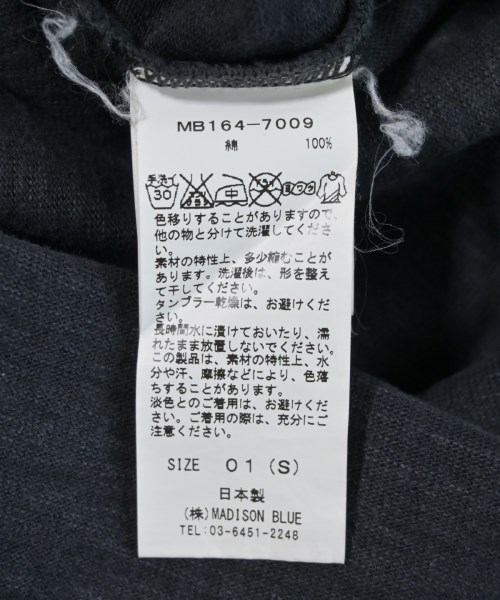 MB164-7009
綿 100%
手洗イ
30 中 ドライ ヨワク
色移りすることがありますので、
他の物と分けて洗濯してくださ
い。
素材の特性上、多少縮むことが
あります。洗濯後は、形を整え
て干してください。
タンブラー乾燥は、お避けくだ
さい。
長時間水に漬けておいたり、濡
れたまま放置しないでください。
この製品は、素材の特性上、水
分や汗、摩擦などにより、色落
ちすることがあります。
淡色とのご着用は、お避けくだ
さい。ご着用の際は、充分にご
注意ください。
SIZE 01(S)
日本製
(株)MADISON BLUE
TEL:03-6451-2248